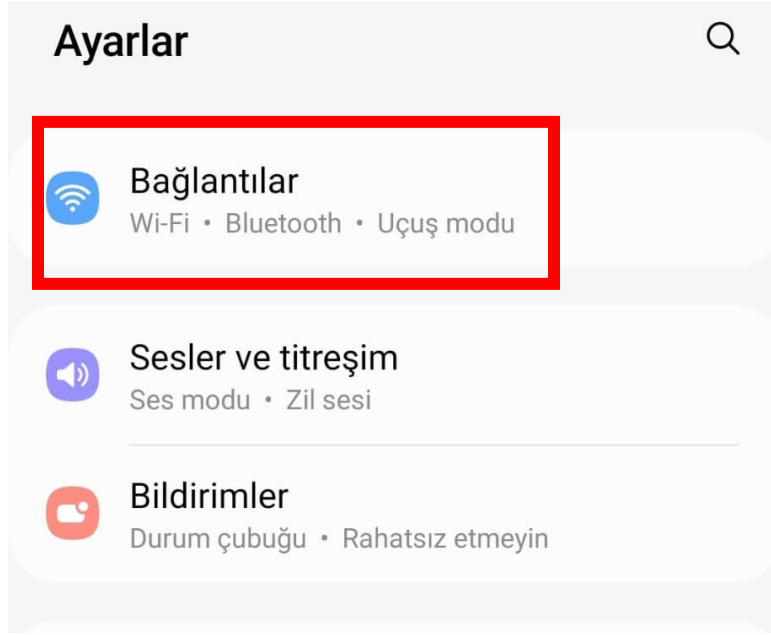 Ayarlar
Bağlantılar
Wi-Fi • Bluetooth • Uçuş modu
Sesler ve titreşim
Ses modu • Zil sesi
Bildirimler
Durum çubuğu • Rahatsız etmeyin